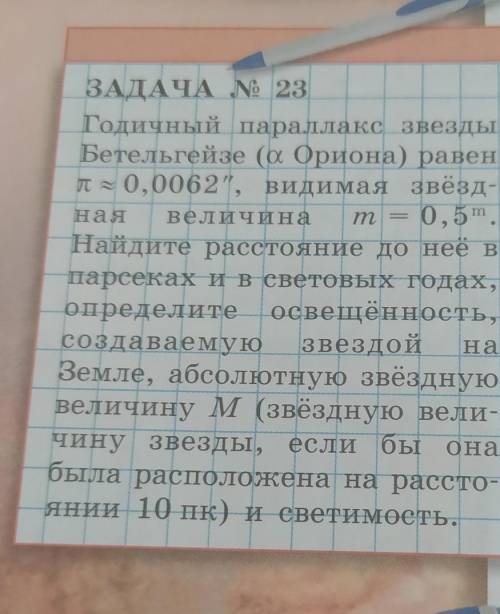 ЗАДАЧА № 23
Годичный параллакс звезды
Бетельгейзе (α Ориона) равен
π ≈ 0,0062″, видимая звёзд-
ная величина m = 0,5ᵐ.
Найдите расстояние до неё в
парсеках и в световых годах,
определите освещённость,
создаваемую звездой на
Земле, абсолютную звёздную
величину M (звёздную вели-
чину звезды, если бы она
была расположена на рассто-
янии 10 пк) и светимость.